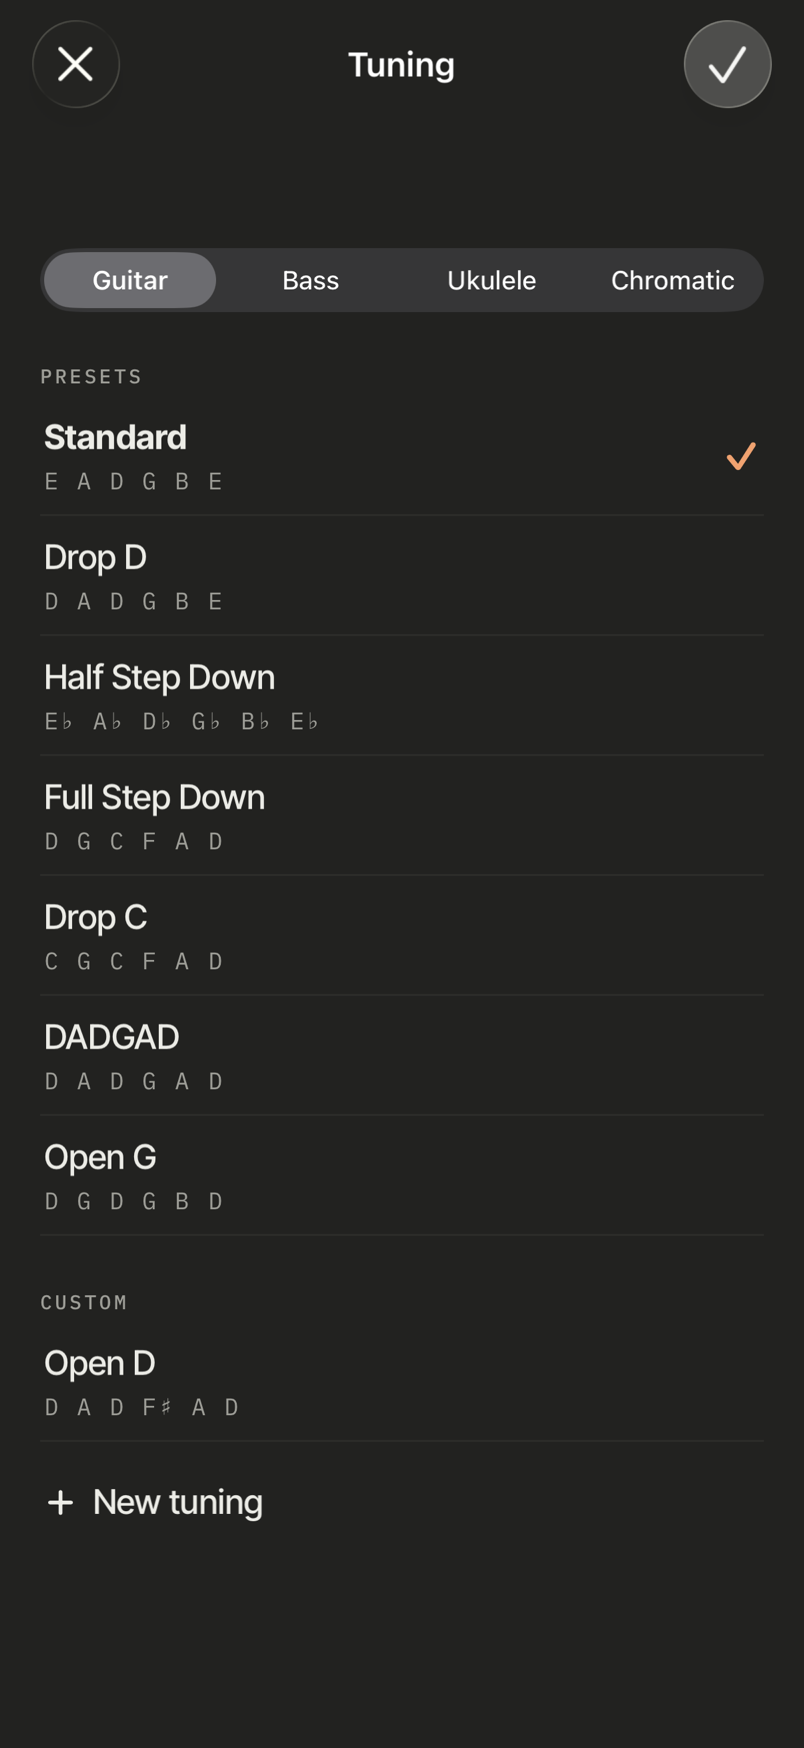 Tuning
Guitar Bass Ukulele Chromatic
PRESETS
Standard
E A D G B E
Drop D
D A D G B E
Half Step Down
E♭ A♭ D♭ G♭ B♭ E♭
Full Step Down
D G C F A D
Drop C
C G C F A D
DADGAD
D A D G A D
Open G
D G D G B D
CUSTOM
Open D
D A D F♯ A D
+ New tuning